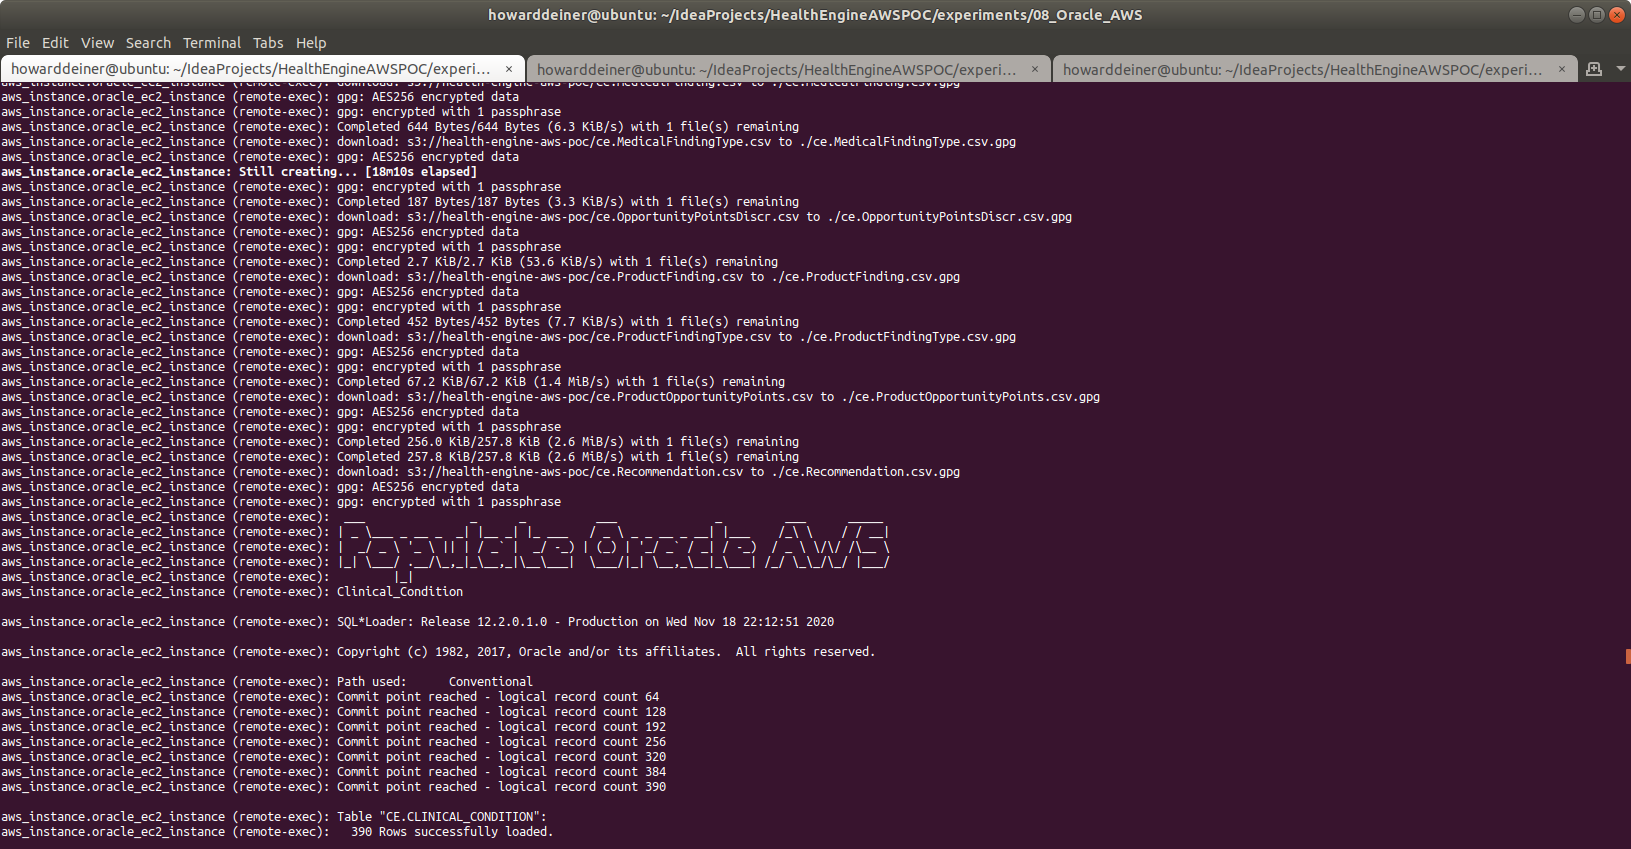 howarddeiner@ubuntu: ~/IdeaProjects/HealthEngineAWSPOC/experiments/08_Oracle_AWS
File Edit View Search Terminal Tabs Help
howarddeiner@ubuntu: ~/IdeaProjects/HealthEngineAWSPOC/experi... × howarddeiner@ubuntu: ~/IdeaProjects/HealthEngineAWSPOC/experi... × howarddeiner@ubuntu: ~/IdeaProjects/HealthEngineAWSPOC/experi... ×
aws_instance.oracle_ec2_instance (remote-exec): download: s3://health-engine-aws-poc/ce.MedicalFinding.csv to ./ce.MedicalFinding.csv.gpg
aws_instance.oracle_ec2_instance (remote-exec): gpg: AES256 encrypted data
aws_instance.oracle_ec2_instance (remote-exec): gpg: encrypted with 1 passphrase
aws_instance.oracle_ec2_instance (remote-exec): Completed 644 Bytes/644 Bytes (6.3 KiB/s) with 1 file(s) remaining
aws_instance.oracle_ec2_instance (remote-exec): download: s3://health-engine-aws-poc/ce.MedicalFindingType.csv to ./ce.MedicalFindingType.csv.gpg
aws_instance.oracle_ec2_instance (remote-exec): gpg: AES256 encrypted data
aws_instance.oracle_ec2_instance: Still creating... [18m10s elapsed]
aws_instance.oracle_ec2_instance (remote-exec): gpg: encrypted with 1 passphrase
aws_instance.oracle_ec2_instance (remote-exec): Completed 187 Bytes/187 Bytes (3.3 KiB/s) with 1 file(s) remaining
aws_instance.oracle_ec2_instance (remote-exec): download: s3://health-engine-aws-poc/ce.OpportunityPointsDiscr.csv to ./ce.OpportunityPointsDiscr.csv.gpg
aws_instance.oracle_ec2_instance (remote-exec): gpg: AES256 encrypted data
aws_instance.oracle_ec2_instance (remote-exec): gpg: encrypted with 1 passphrase
aws_instance.oracle_ec2_instance (remote-exec): Completed 2.7 KiB/2.7 KiB (53.6 KiB/s) with 1 file(s) remaining
aws_instance.oracle_ec2_instance (remote-exec): download: s3://health-engine-aws-poc/ce.ProductFinding.csv to ./ce.ProductFinding.csv.gpg
aws_instance.oracle_ec2_instance (remote-exec): gpg: AES256 encrypted data
aws_instance.oracle_ec2_instance (remote-exec): gpg: encrypted with 1 passphrase
aws_instance.oracle_ec2_instance (remote-exec): Completed 452 Bytes/452 Bytes (7.7 KiB/s) with 1 file(s) remaining
aws_instance.oracle_ec2_instance (remote-exec): download: s3://health-engine-aws-poc/ce.ProductFindingType.csv to ./ce.ProductFindingType.csv.gpg
aws_instance.oracle_ec2_instance (remote-exec): gpg: AES256 encrypted data
aws_instance.oracle_ec2_instance (remote-exec): gpg: encrypted with 1 passphrase
aws_instance.oracle_ec2_instance (remote-exec): Completed 67.2 KiB/67.2 KiB (1.4 MiB/s) with 1 file(s) remaining
aws_instance.oracle_ec2_instance (remote-exec): download: s3://health-engine-aws-poc/ce.ProductOpportunityPoints.csv to ./ce.ProductOpportunityPoints.csv.gpg
aws_instance.oracle_ec2_instance (remote-exec): gpg: AES256 encrypted data
aws_instance.oracle_ec2_instance (remote-exec): gpg: encrypted with 1 passphrase
aws_instance.oracle_ec2_instance (remote-exec): Completed 256.0 KiB/257.8 KiB (2.6 MiB/s) with 1 file(s) remaining
aws_instance.oracle_ec2_instance (remote-exec): Completed 257.8 KiB/257.8 KiB (2.6 MiB/s) with 1 file(s) remaining
aws_instance.oracle_ec2_instance (remote-exec): download: s3://health-engine-aws-poc/ce.Recommendation.csv to ./ce.Recommendation.csv.gpg
aws_instance.oracle_ec2_instance (remote-exec): gpg: AES256 encrypted data
aws_instance.oracle_ec2_instance (remote-exec): gpg: encrypted with 1 passphrase
aws_instance.oracle_ec2_instance (remote-exec):
aws_instance.oracle_ec2_instance (remote-exec):
aws_instance.oracle_ec2_instance (remote-exec): Populate Oracle AWS
aws_instance.oracle_ec2_instance (remote-exec):
aws_instance.oracle_ec2_instance (remote-exec):
aws_instance.oracle_ec2_instance (remote-exec): Clinical_Condition
aws_instance.oracle_ec2_instance (remote-exec): SQL*Loader: Release 12.2.0.1.0 - Production on Wed Nov 18 22:12:51 2020
aws_instance.oracle_ec2_instance (remote-exec): Copyright (c) 1982, 2017, Oracle and/or its affiliates.  All rights reserved.
aws_instance.oracle_ec2_instance (remote-exec): Path used:      Conventional
aws_instance.oracle_ec2_instance (remote-exec): Commit point reached - logical record count 64
aws_instance.oracle_ec2_instance (remote-exec): Commit point reached - logical record count 128
aws_instance.oracle_ec2_instance (remote-exec): Commit point reached - logical record count 192
aws_instance.oracle_ec2_instance (remote-exec): Commit point reached - logical record count 256
aws_instance.oracle_ec2_instance (remote-exec): Commit point reached - logical record count 320
aws_instance.oracle_ec2_instance (remote-exec): Commit point reached - logical record count 384
aws_instance.oracle_ec2_instance (remote-exec): Commit point reached - logical record count 390
aws_instance.oracle_ec2_instance (remote-exec): Table "CE.CLINICAL_CONDITION":
aws_instance.oracle_ec2_instance (remote-exec):   390 Rows successfully loaded.